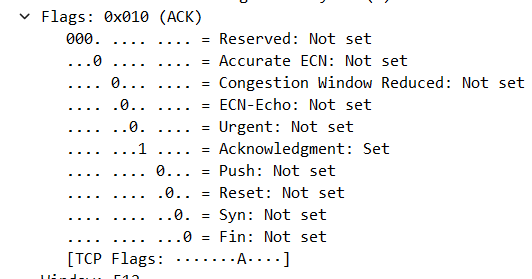 Flags: 0x010 (ACK)
000. .... .... = Reserved: Not set
...0 .... .... = Accurate ECN: Not set
.... 0... .... = Congestion Window Reduced: Not set
.... .0.. .... = ECN-Echo: Not set
.... ..0. .... = Urgent: Not set
.... ...1 .... = Acknowledgment: Set
.... .... 0... = Push: Not set
.... .... .0.. = Reset: Not set
.... .... ..0. = Syn: Not set
.... .... ...0 = Fin: Not set
[TCP Flags: ·······A····]